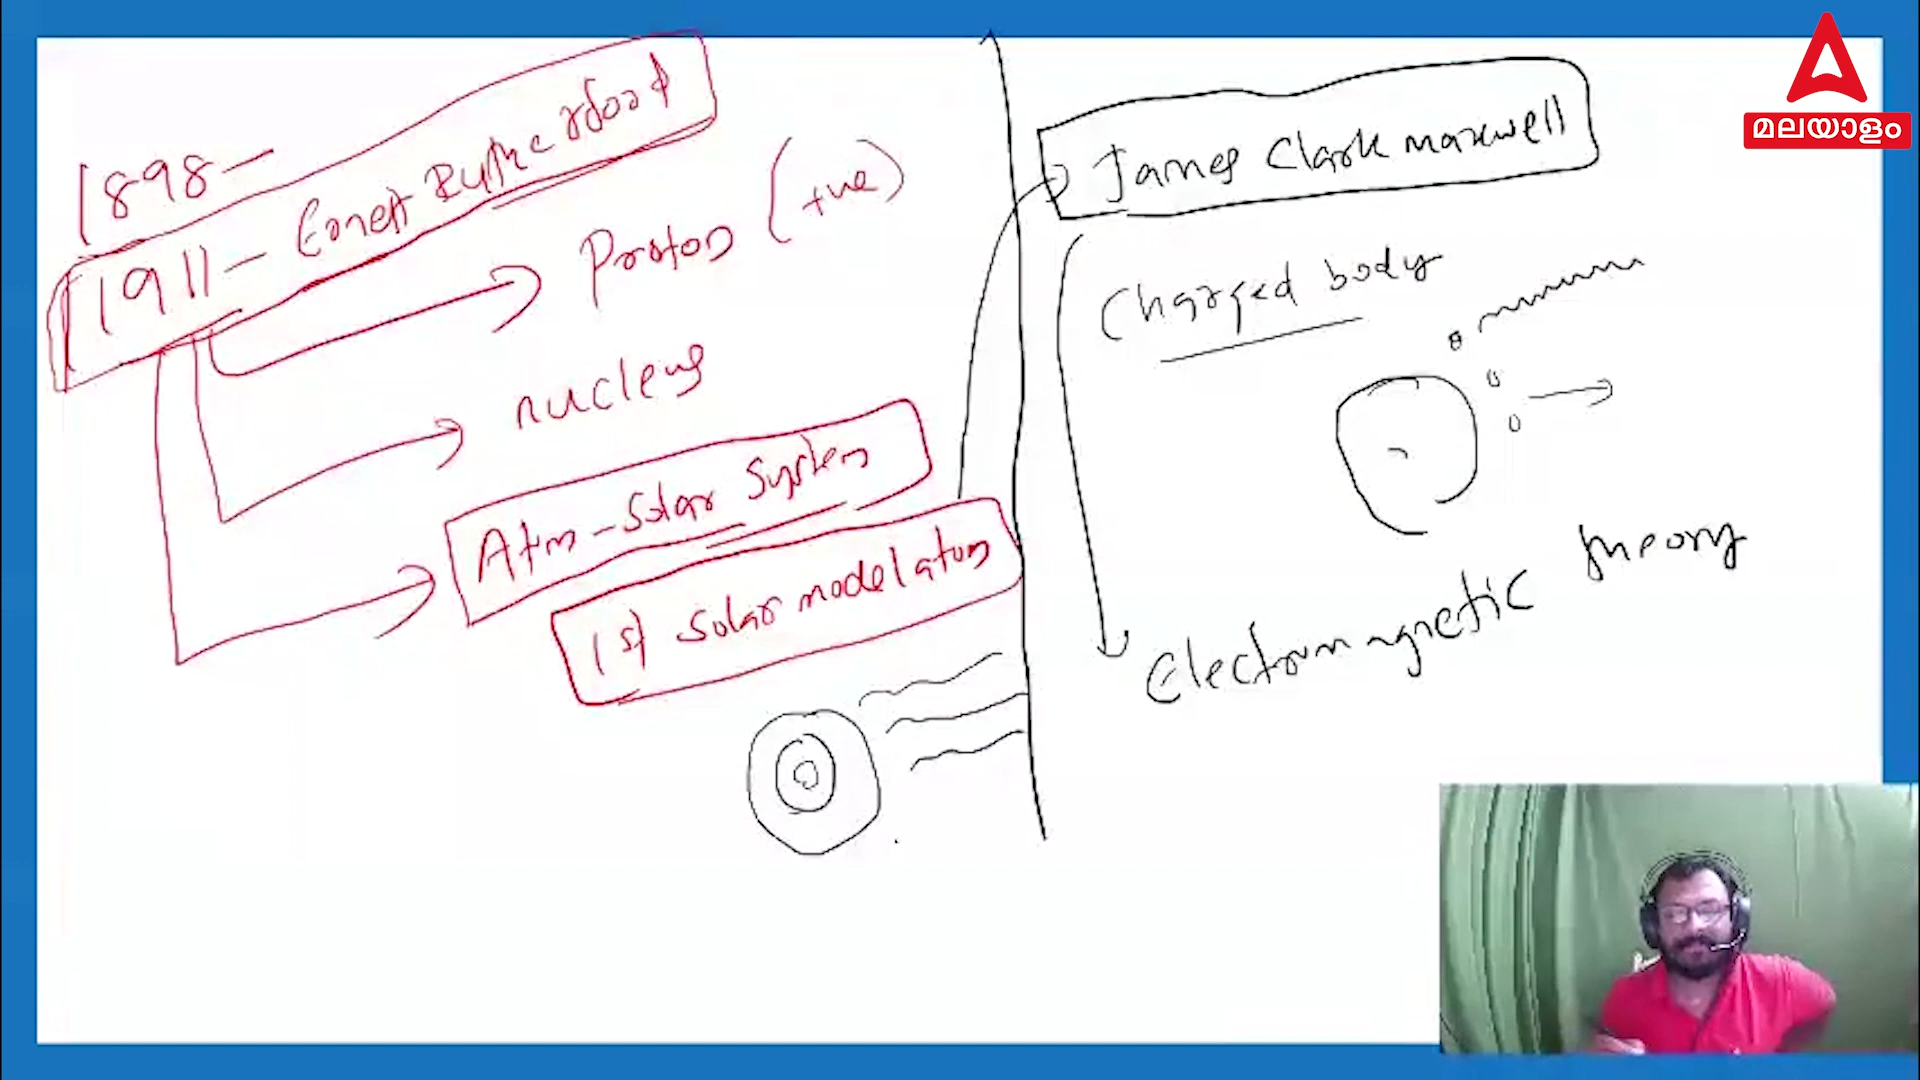 1898-
1911- Ernest Rutherford
Proton (+ve)
nucleus
Atm-Solar System
1st Solar model atom
James Clark maxwell
Charged body
Electromagnetic theory
മലയാളം